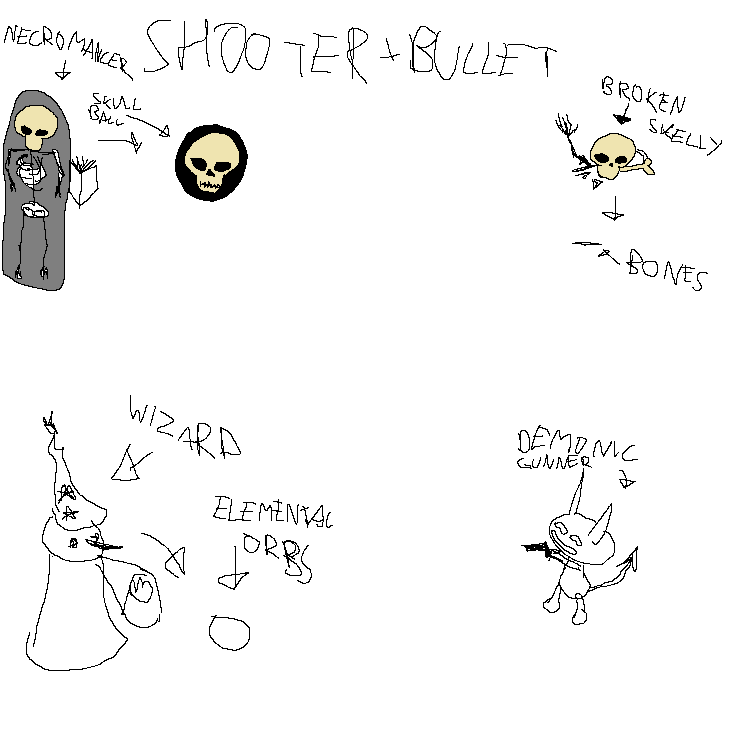 SHOOTER + BULLET
NECROMANCER
SKULL
BALL
BROKEN
SKELLY
BONES
WIZARD
ELEMENTAL
ORBS
DEMONIC
GUNNER